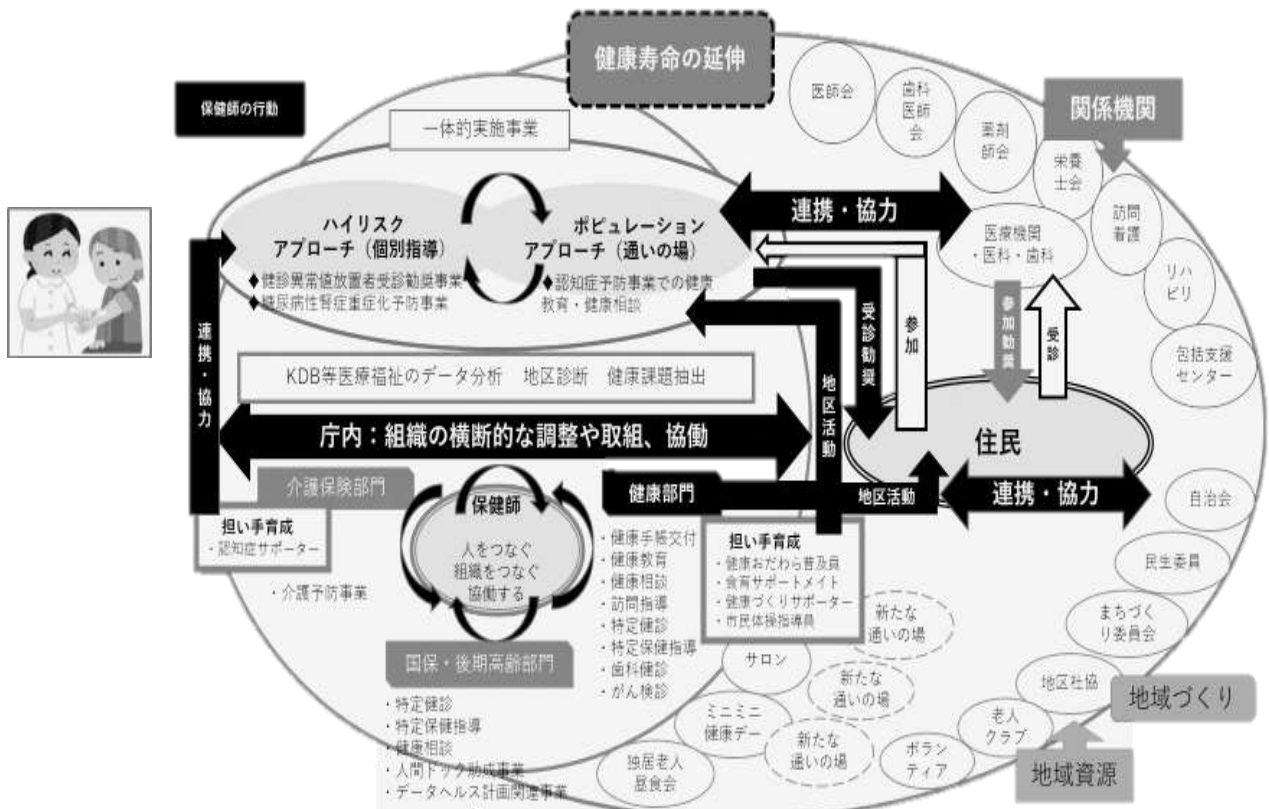 健康寿命の延伸
保健師の行動
一体的実施事業
医師会
歯科
医師
会
薬剤
師会
栄養
士会
関係機関
訪問
看護
リハ
ビリ
包括支援
センター
ハイリスク
アプローチ（個別指導）
◆健診異常値放置者受診勧奨事業
◆糖尿病性腎症重症化予防事業
ポピュレーション
アプローチ（通いの場）
◆認知症予防事業での健康
教育・健康相談
連携・協力
医療機関
・医科・歯科
連携・協力
受診勧奨
参加
参加勧奨
受診
地区活動
KDB等医療福祉のデータ分析　地区診断　健康課題抽出
庁内：組織の横断的な調整や取組、協働
住民
連携・協力
地区活動
介護保険部門
担い手育成
・認知症サポーター
・介護予防事業
保健師
人をつなぐ
組織をつなぐ
協働する
健康部門
・健康手帳交付
・健康教育
・健康相談
・訪問指導
・特定健診
・特定保健指導
・歯科健診
・がん検診
担い手育成
・健康おだわら普及員
・食育サポートメイト
・健康づくりサポーター
・市民体操指導員
国保・後期高齢部門
・特定健診
・特定保健指導
・健康相談
・人間ドック助成事業
・データヘルス計画関連事業
自治会
民生委員
まちづく
り委員会
地区社協
老人
クラブ
ボラン
ティア
新たな
通いの場
新たな
通いの場
新たな
通いの場
サロン
ミニミニ
健康デー
独居老人
昼食会
地域づくり
地域資源